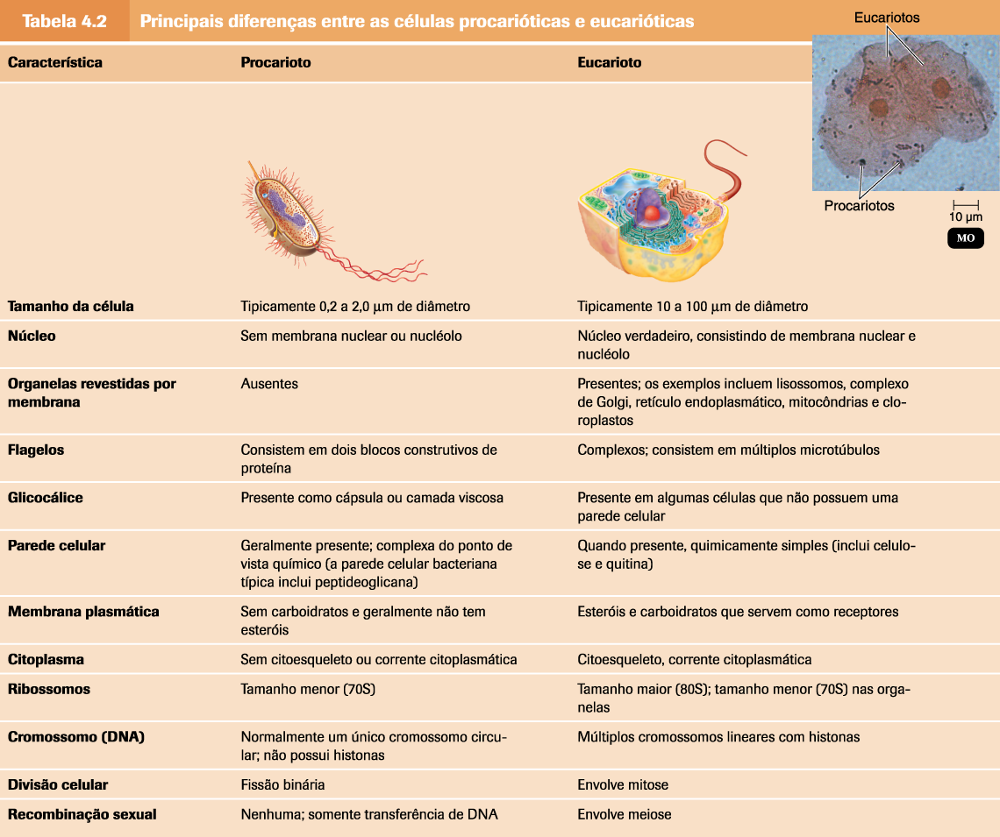 Tabela 4.2 Principais diferenças entre as células procarióticas e eucarióticas
Eucariotos
Característica Procarioto Eucarioto
Procariotos
10 µm
MO
Tamanho da célula Tipicamente 0,2 a 2,0 µm de diâmetro Tipicamente 10 a 100 µm de diâmetro
Núcleo Sem membrana nuclear ou nucléolo Núcleo verdadeiro, consistindo de membrana nuclear e
nucléolo
Organelas revestidas por Ausentes Presentes; os exemplos incluem lisossomos, complexo
membrana de Golgi, retículo endoplasmático, mitocôndrias e clo-
roplastos
Flagelos Consistem em dois blocos construtivos de Complexos; consistem em múltiplos microtúbulos
proteína
Glicocálice Presente como cápsula ou camada viscosa Presente em algumas células que não possuem uma
parede celular
Parede celular Geralmente presente; complexa do ponto de Quando presente, quimicamente simples (inclui celulo-
vista químico (a parede celular bacteriana se e quitina)
típica inclui peptideoglicana)
Membrana plasmática Sem carboidratos e geralmente não tem Esteróis e carboidratos que servem como receptores
esteróis
Citoplasma Sem citoesqueleto ou corrente citoplasmática Citoesqueleto, corrente citoplasmática
Ribossomos Tamanho menor (70S) Tamanho maior (80S); tamanho menor (70S) nas orga-
nelas
Cromossomo (DNA) Normalmente um único cromossomo circu- Múltiplos cromossomos lineares com histonas
lar; não possui histonas
Divisão celular Fissão binária Envolve mitose
Recombinação sexual Nenhuma; somente transferência de DNA Envolve meiose